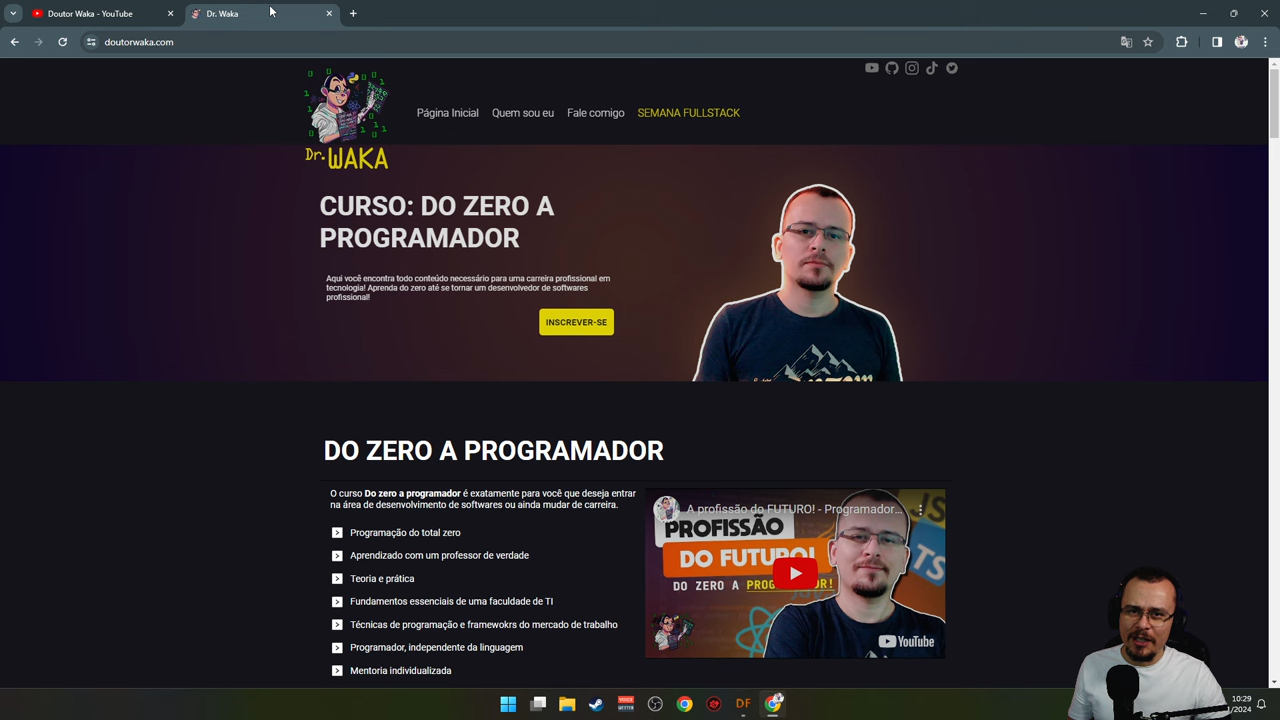 Doutor Waka - YouTube
Dr. Waka
doutorwaka.com
Dr. WAKA
Página Inicial
Quem sou eu
Fale comigo
SEMANA FULLSTACK
CURSO: DO ZERO A
PROGRAMADOR
Aqui você encontra todo conteúdo necessário para uma carreira profissional em
tecnologia! Aprenda do zero até se tornar um desenvolvedor de softwares
profissional!
INSCREVER-SE
DO ZERO A PROGRAMADOR
O curso Do zero a programador é exatamente para você que deseja entrar
na área de desenvolvimento de softwares ou ainda mudar de carreira.
Programação do total zero
Aprendizado com um professor de verdade
Teoria e prática
Fundamentos essenciais de uma faculdade de TI
Técnicas de programação e framewokrs do mercado de trabalho
Programador, independente da linguagem
Mentoria individualizada
A profissão do FUTURO! - Programador...
PROFISSÃO
DO FUTURO!
DO ZERO A PROG
JS
TS
YouTube
DF
10:29
/2024